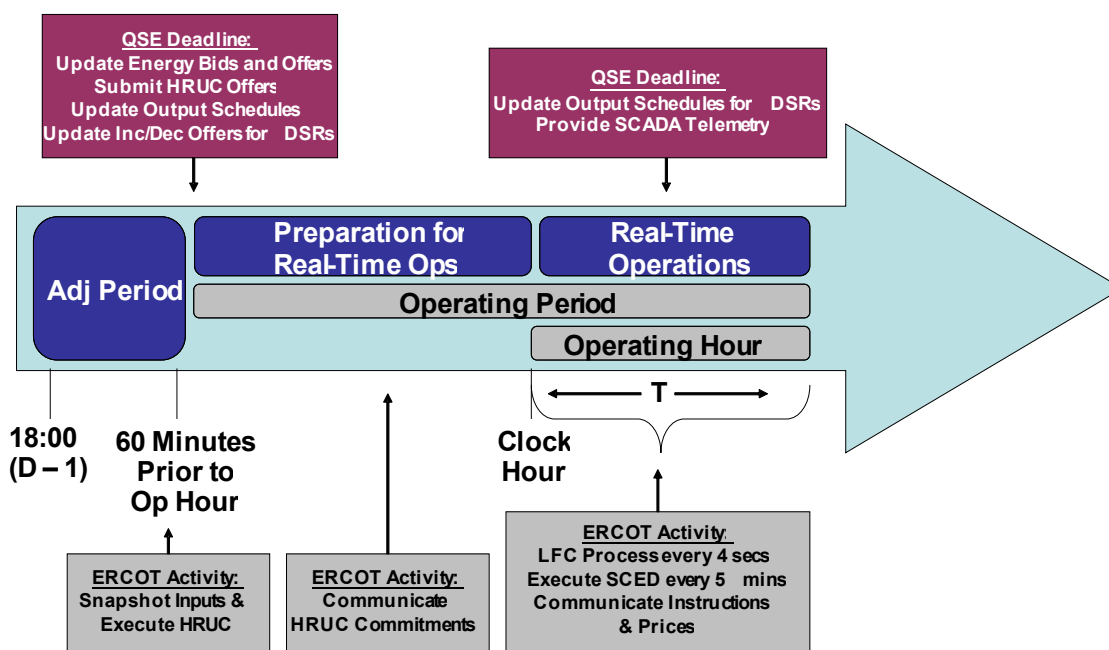 QSE Deadline:
Update Energy Bids and Offers
Submit HRUC Offers
Update Output Schedules
Update Inc/Dec Offers for DSRs
QSE Deadline:
Update Output Schedules for DSRs
Provide SCADA Telemetry
Adj Period
Preparation for
Real-Time Ops
Real-Time
Operations
Operating Period
Operating Hour
T
18:00
(D – 1)
60 Minutes
Prior to
Op Hour
Clock
Hour
ERCOT Activity:
Snapshot Inputs &
Execute HRUC
ERCOT Activity:
Communicate
HRUC Commitments
ERCOT Activity:
LFC Process every 4 secs
Execute SCED every 5 mins
Communicate Instructions
& Prices